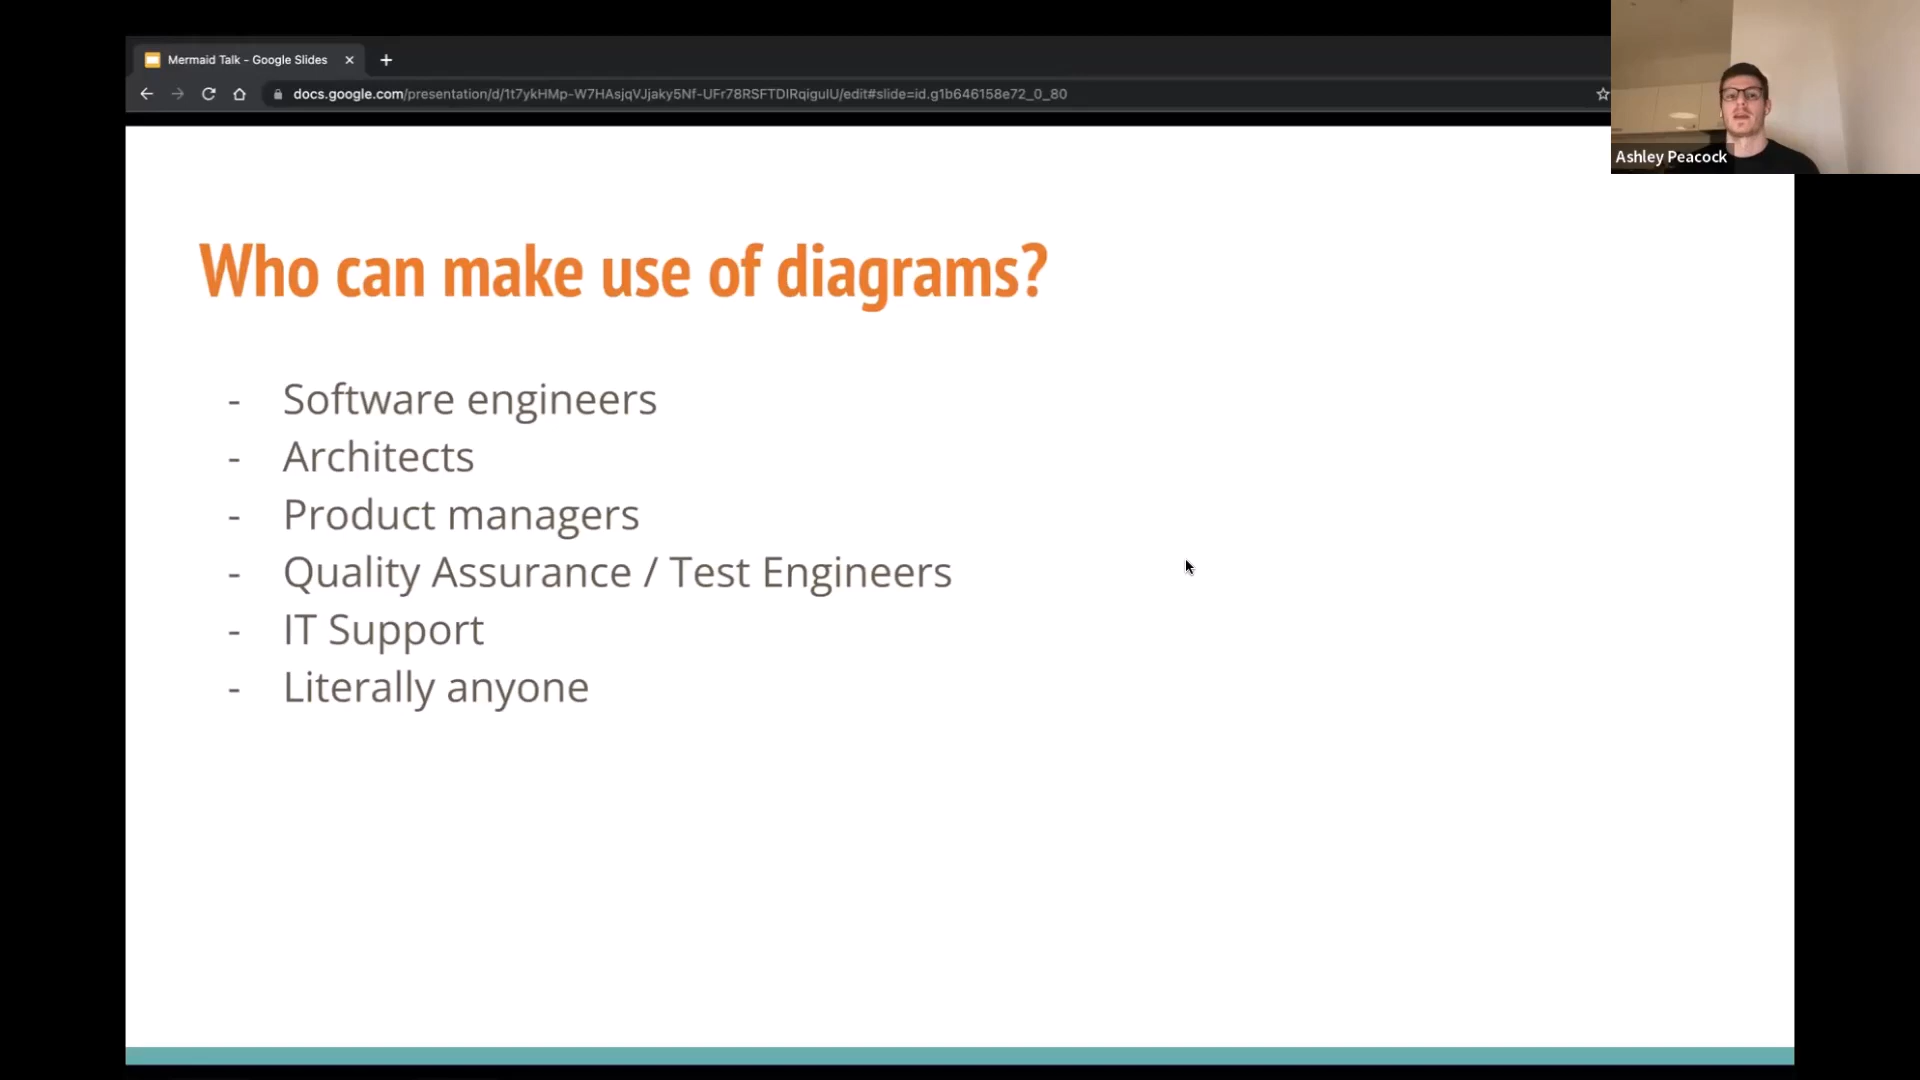 Mermaid Talk - Google Slides
docs.google.com/presentation/d/1t7ykHMp-W7HAsjqVJjaky5Nf-UFr78RSFTDIRqiguIU/edit#slide=id.g1b646158e72_0_80
Ashley Peacock
Who can make use of diagrams?
- Software engineers
- Architects
- Product managers
- Quality Assurance / Test Engineers
- IT Support
- Literally anyone